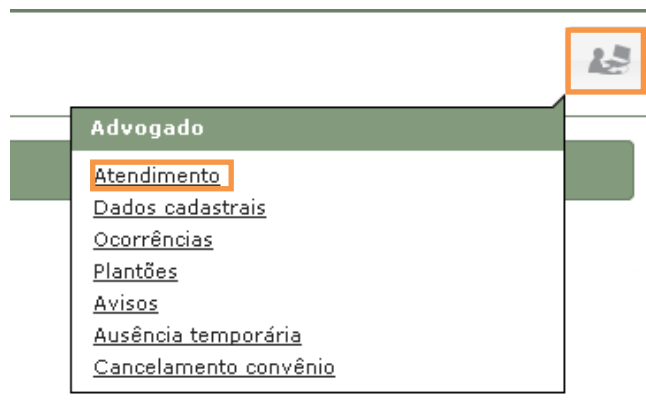 Advogado
Atendimento
Dados cadastrais
Ocorrências
Plantões
Avisos
Ausência temporária
Cancelamento convênio